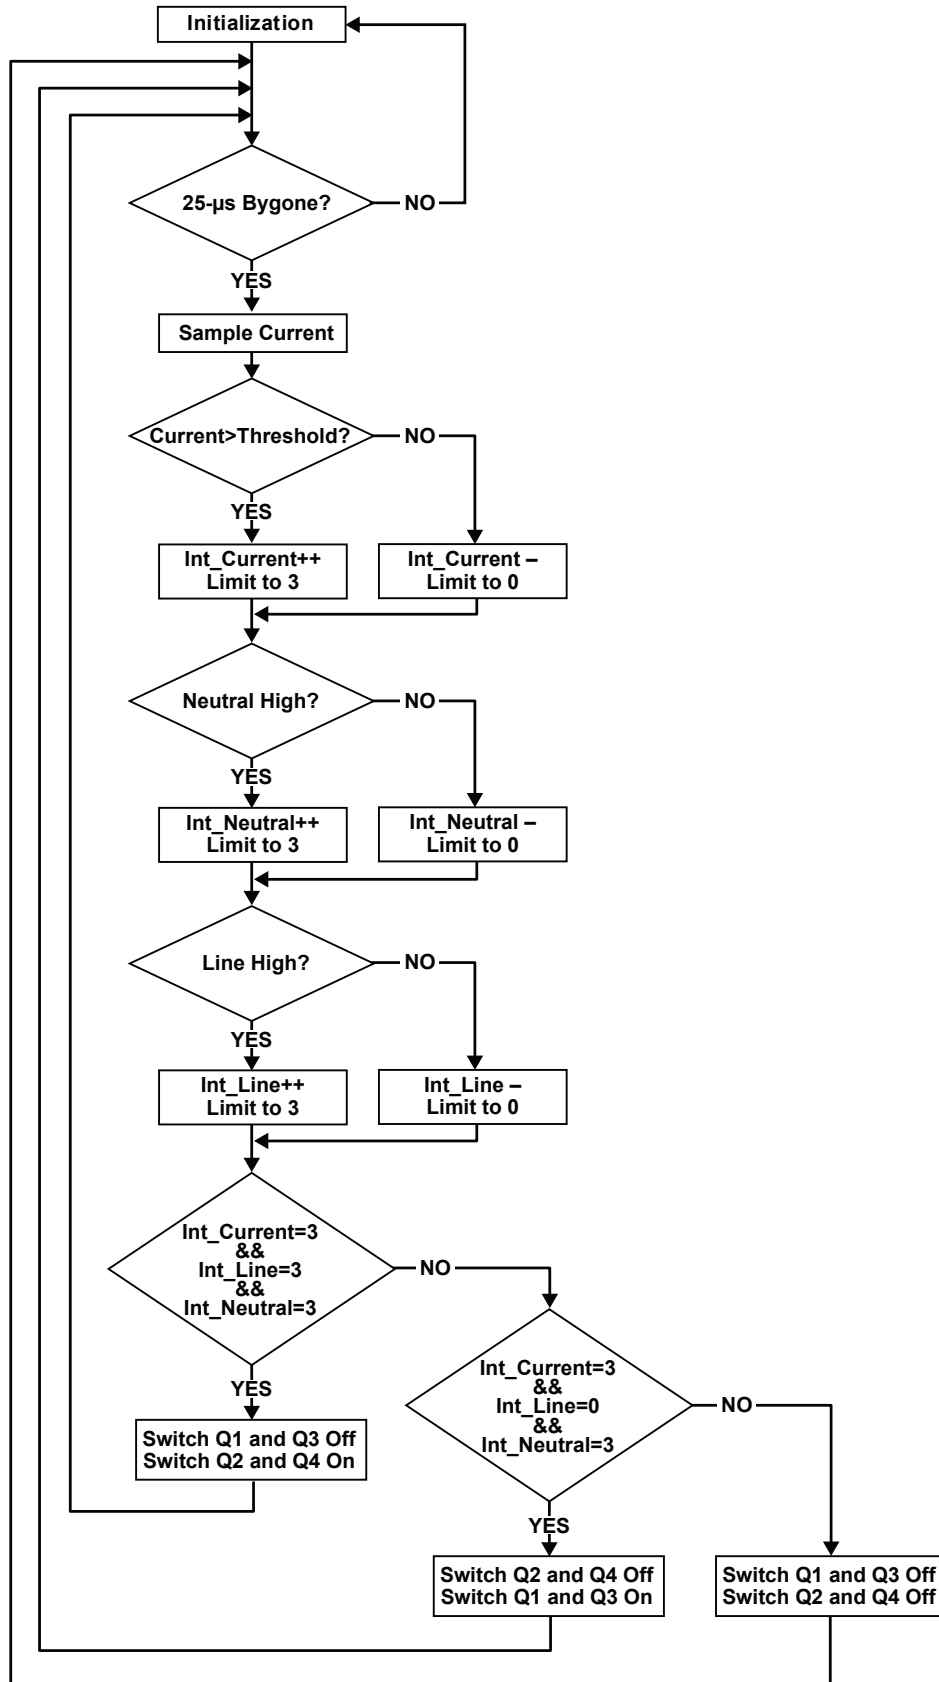 Initialization
25-µs Bygone?
NO
YES
Sample Current
Current>Threshold?
NO
YES
Int_Current++
Limit to 3
Int_Current –
Limit to 0
Neutral High?
NO
YES
Int_Neutral++
Limit to 3
Int_Neutral –
Limit to 0
Line High?
NO
YES
Int_Line++
Limit to 3
Int_Line –
Limit to 0
Int_Current=3
&&
Int_Line=3
&&
Int_Neutral=3
NO
YES
Int_Current=3
&&
Int_Line=0
&&
Int_Neutral=3
NO
YES
Switch Q1 and Q3 Off
Switch Q2 and Q4 On
Switch Q2 and Q4 Off
Switch Q1 and Q3 On
Switch Q1 and Q3 Off
Switch Q2 and Q4 Off